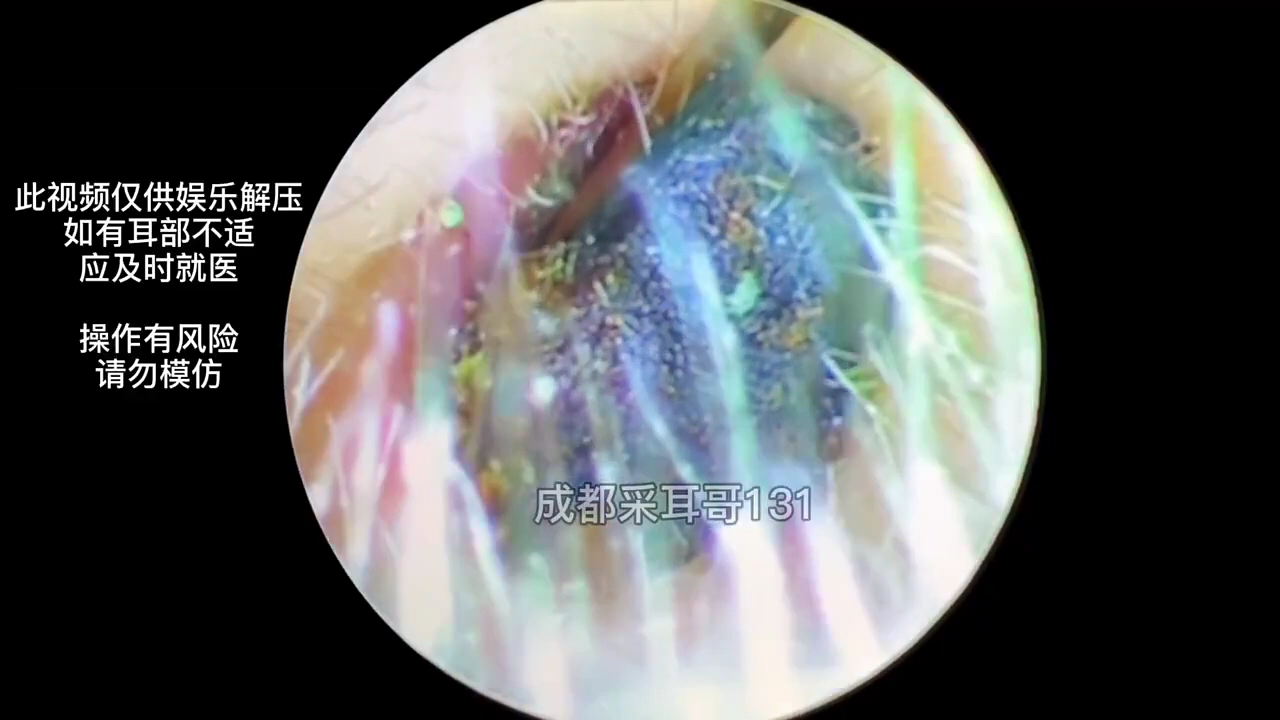 此视频仅供娱乐解压
如有耳部不适
应及时就医
操作有风险
请勿模仿
成都采耳哥131